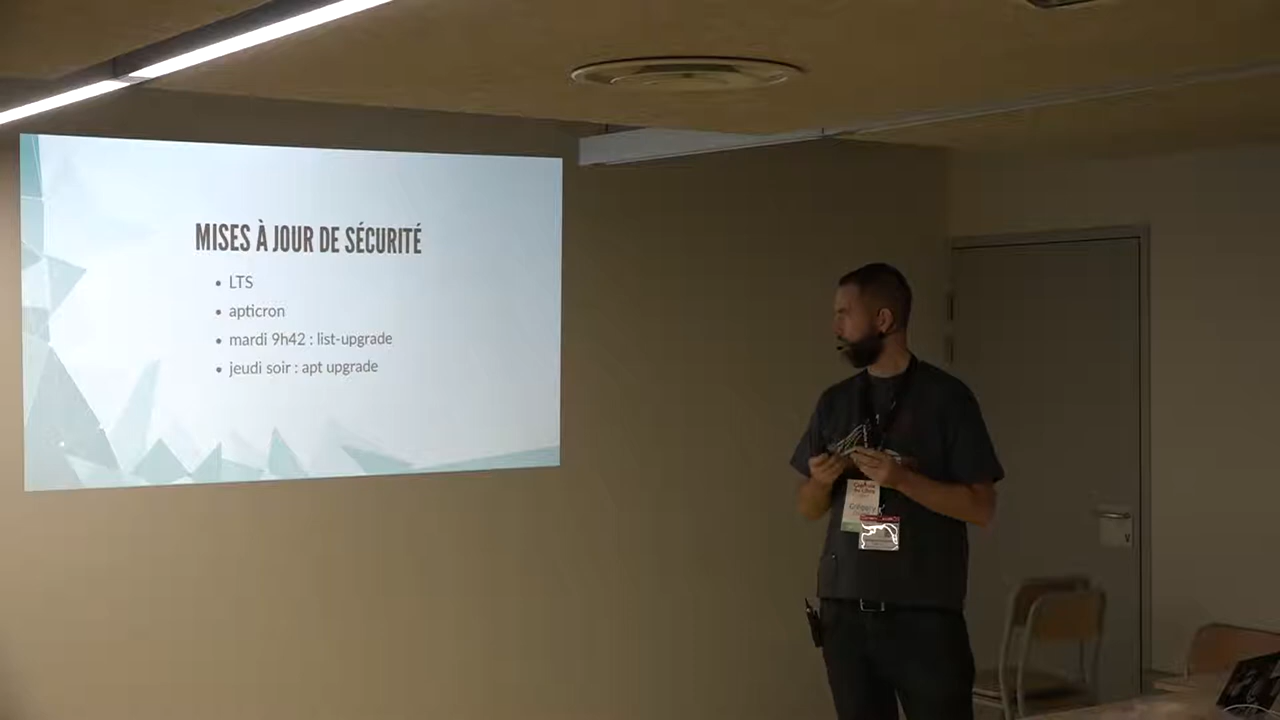 MISES À JOUR DE SÉCURITÉ
LTS
apticron
mardi 9h42 : list-upgrade
jeudi soir : apt upgrade
V